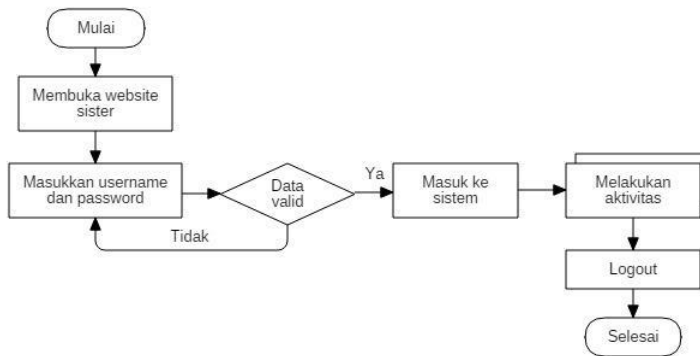 Mulai
Membuka website
sister
Masukkan username
dan password
Data
valid
Ya
Tidak
Masuk ke
sistem
Melakukan
aktivitas
Logout
Selesai